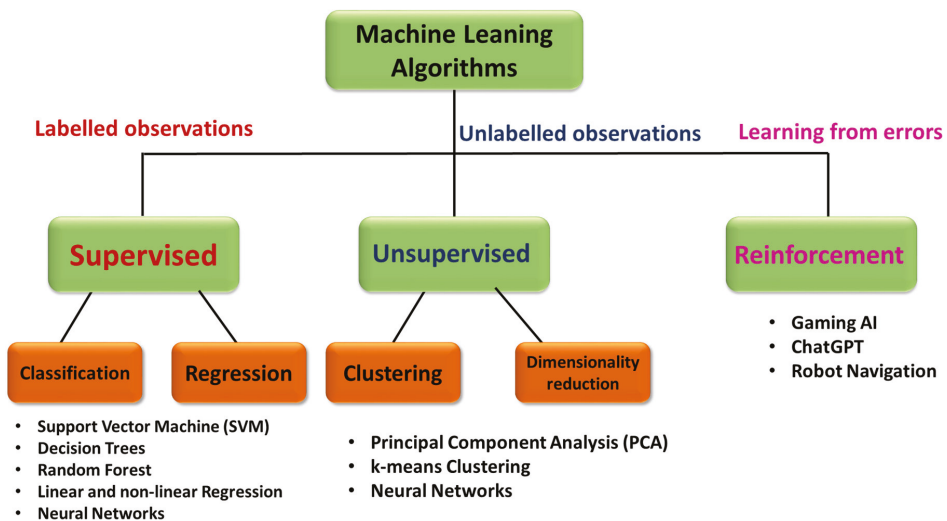 Machine Leaning
Algorithms
Labelled observations
Unlabelled observations
Learning from errors
Supervised
Unsupervised
Reinforcement
Classification
Regression
Clustering
Dimensionality
reduction
• Gaming AI
• ChatGPT
• Robot Navigation
• Support Vector Machine (SVM)
• Decision Trees
• Random Forest
• Linear and non-linear Regression
• Neural Networks
• Principal Component Analysis (PCA)
• k-means Clustering
• Neural Networks